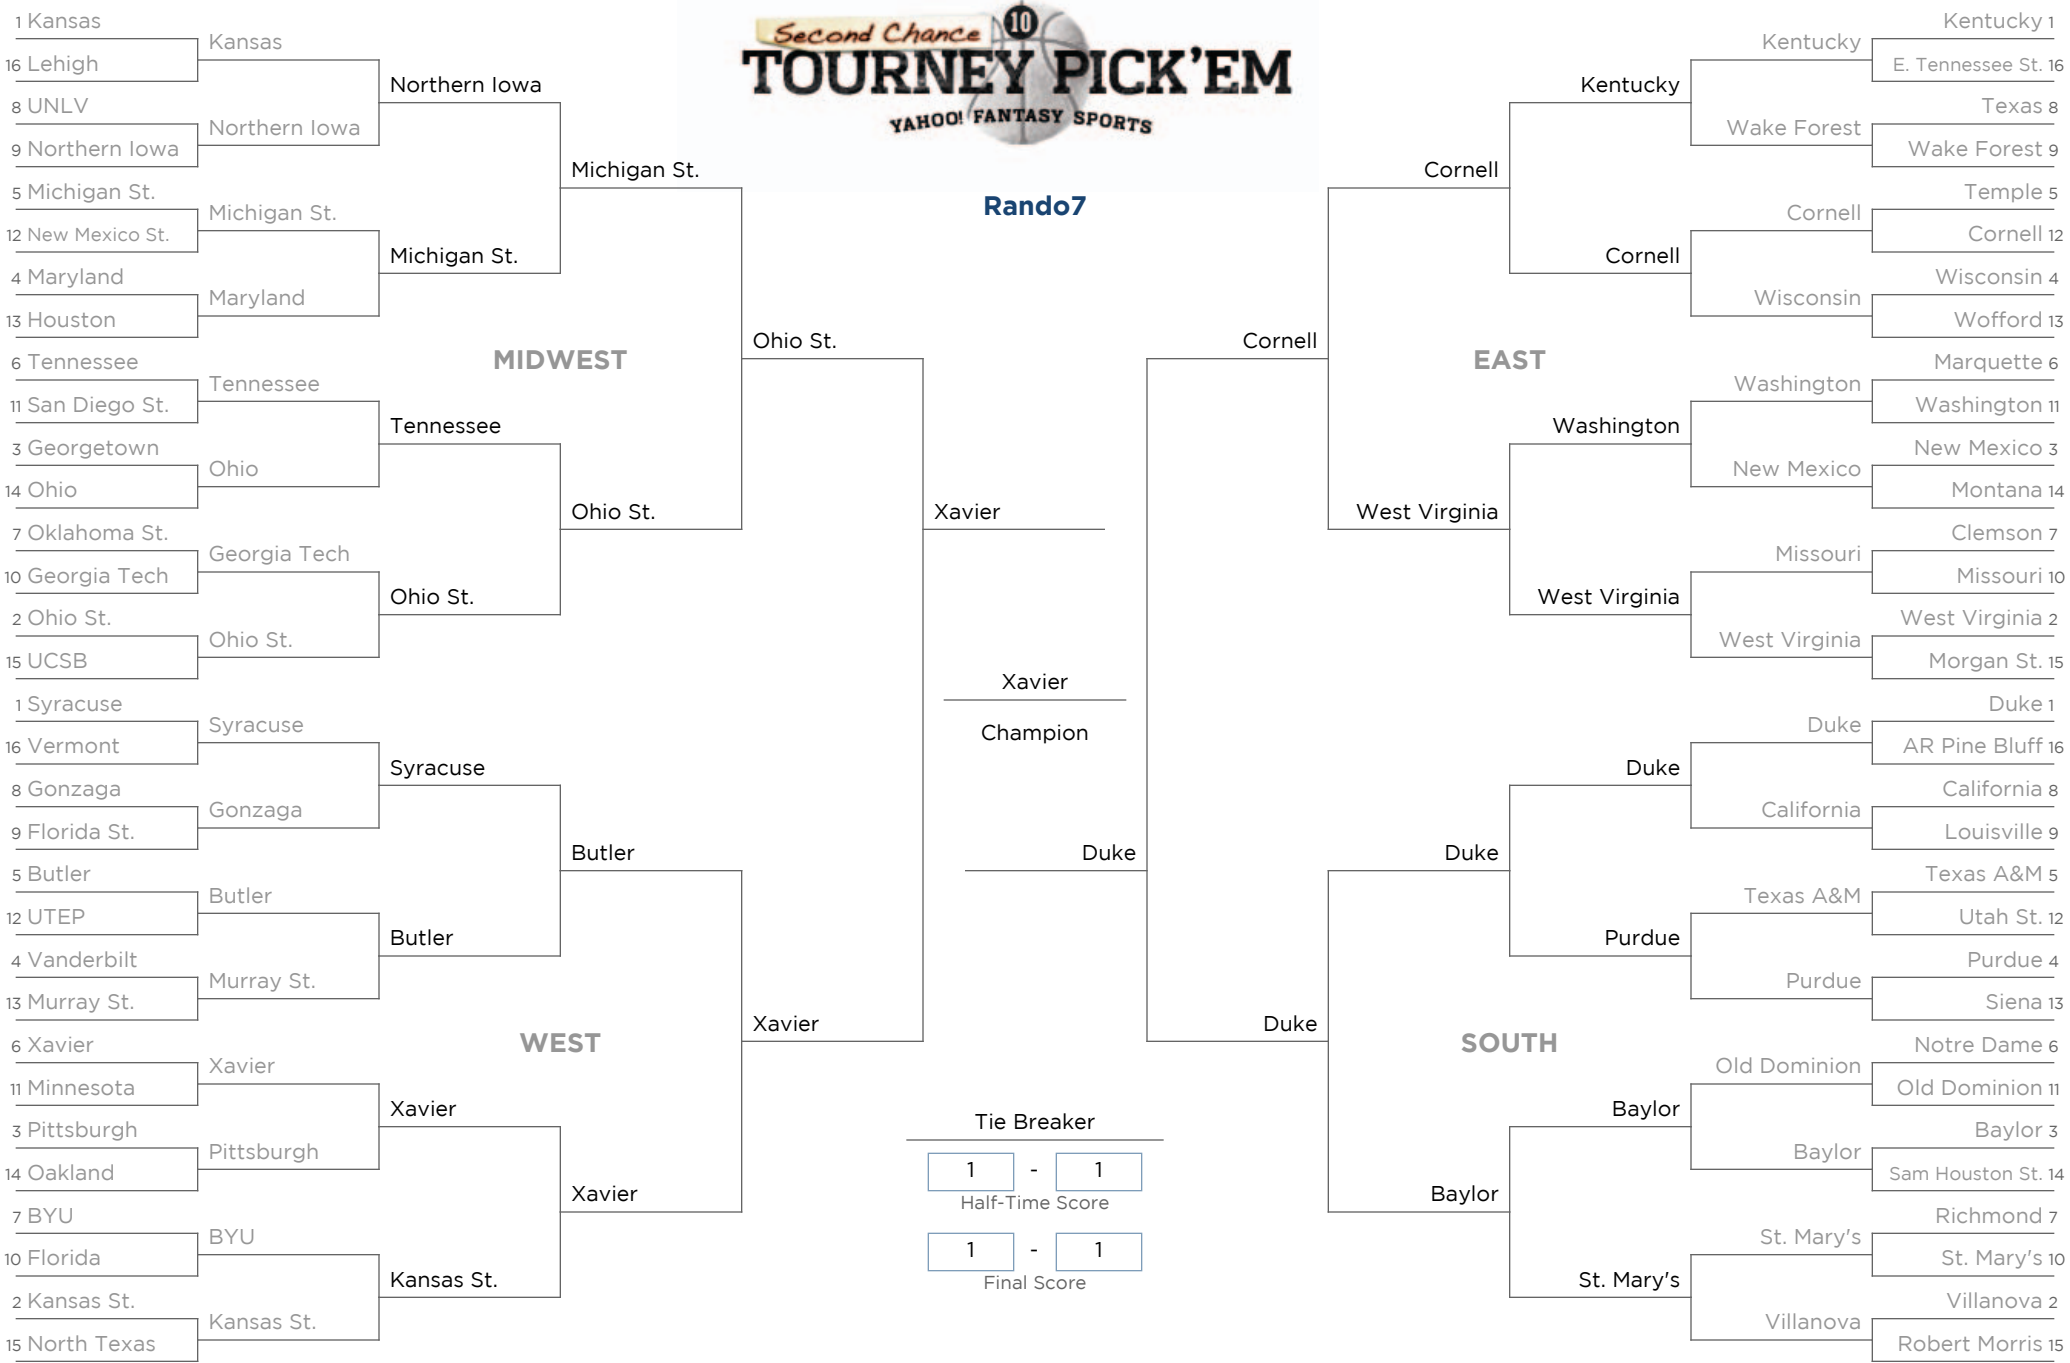 Second Chance 10
TOURNEY PICK'EM
YAHOO! FANTASY SPORTS
Rando7
1 Kansas
16 Lehigh
8 UNLV
9 Northern Iowa
5 Michigan St.
12 New Mexico St.
4 Maryland
13 Houston
6 Tennessee
11 San Diego St.
3 Georgetown
14 Ohio
7 Oklahoma St.
10 Georgia Tech
2 Ohio St.
15 UCSB
1 Syracuse
16 Vermont
8 Gonzaga
9 Florida St.
5 Butler
12 UTEP
4 Vanderbilt
13 Murray St.
6 Xavier
11 Minnesota
3 Pittsburgh
14 Oakland
7 BYU
10 Florida
2 Kansas St.
15 North Texas
Kansas
Northern Iowa
Michigan St.
Maryland
Tennessee
Ohio
Georgia Tech
Ohio St.
Syracuse
Gonzaga
Butler
Murray St.
Xavier
Pittsburgh
BYU
Kansas St.
Northern Iowa
Michigan St.
Tennessee
Ohio St.
Syracuse
Butler
Xavier
Kansas St.
MIDWEST
WEST
Michigan St.
Ohio St.
Butler
Xavier
Ohio St.
Xavier
Xavier
Xavier
Champion
Duke
Tie Breaker
1 - 1
Half-Time Score
1 - 1
Final Score
Cornell
Duke
Cornell
West Virginia
Duke
Baylor
EAST
SOUTH
Kentucky
Cornell
Washington
West Virginia
Duke
Purdue
Baylor
St. Mary's
Kentucky
Wake Forest
Cornell
Wisconsin
Washington
New Mexico
Missouri
West Virginia
Duke
California
Texas A&M
Purdue
Old Dominion
Baylor
St. Mary's
Villanova
Kentucky 1
E. Tennessee St. 16
Texas 8
Wake Forest 9
Temple 5
Cornell 12
Wisconsin 4
Wofford 13
Marquette 6
Washington 11
New Mexico 3
Montana 14
Clemson 7
Missouri 10
West Virginia 2
Morgan St. 15
Duke 1
AR Pine Bluff 16
California 8
Louisville 9
Texas A&M 5
Utah St. 12
Purdue 4
Siena 13
Notre Dame 6
Old Dominion 11
Baylor 3
Sam Houston St. 14
Richmond 7
St. Mary's 10
Villanova 2
Robert Morris 15